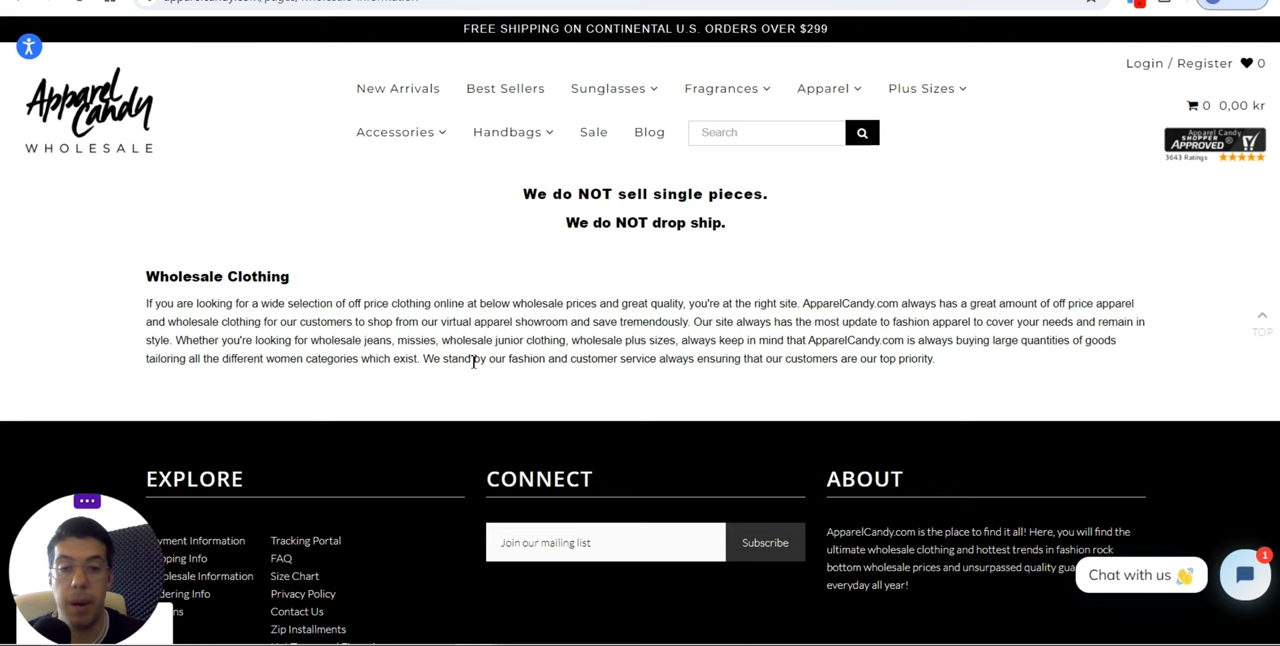 FREE SHIPPING ON CONTINENTAL U.S. ORDERS OVER $299
Login / Register 0
Apparel Candy
WHOLESALE
New Arrivals Best Sellers Sunglasses Fragrances Apparel Plus Sizes
0 0,00 kr
Accessories Handbags Sale Blog Search
Apparel Candy
SHOPPER
APPROVED
3643 Ratings
We do NOT sell single pieces.
We do NOT drop ship.
Wholesale Clothing
If you are looking for a wide selection of off price clothing online at below wholesale prices and great quality, you're at the right site. ApparelCandy.com always has a great amount of off price apparel
and wholesale clothing for our customers to shop from our virtual apparel showroom and save tremendously. Our site always has the most update to fashion apparel to cover your needs and remain in
style. Whether you're looking for wholesale jeans, missies, wholesale junior clothing, wholesale plus sizes, always keep in mind that ApparelCandy.com is always buying large quantities of goods
tailoring all the different women categories which exist. We stand by our fashion and customer service always ensuring that our customers are our top priority.
TOP
EXPLORE
yment Information
pping Info
olesale Information
dering Info
ns
Tracking Portal
FAQ
Size Chart
Privacy Policy
Contact Us
Zip Installments
CONNECT
Join our mailing list Subscribe
ABOUT
ApparelCandy.com is the place to find it all! Here, you will find the
ultimate wholesale clothing and hottest trends in fashion rock
bottom wholesale prices and unsurpassed quality gua
everyday all year!
Chat with us 👋
1